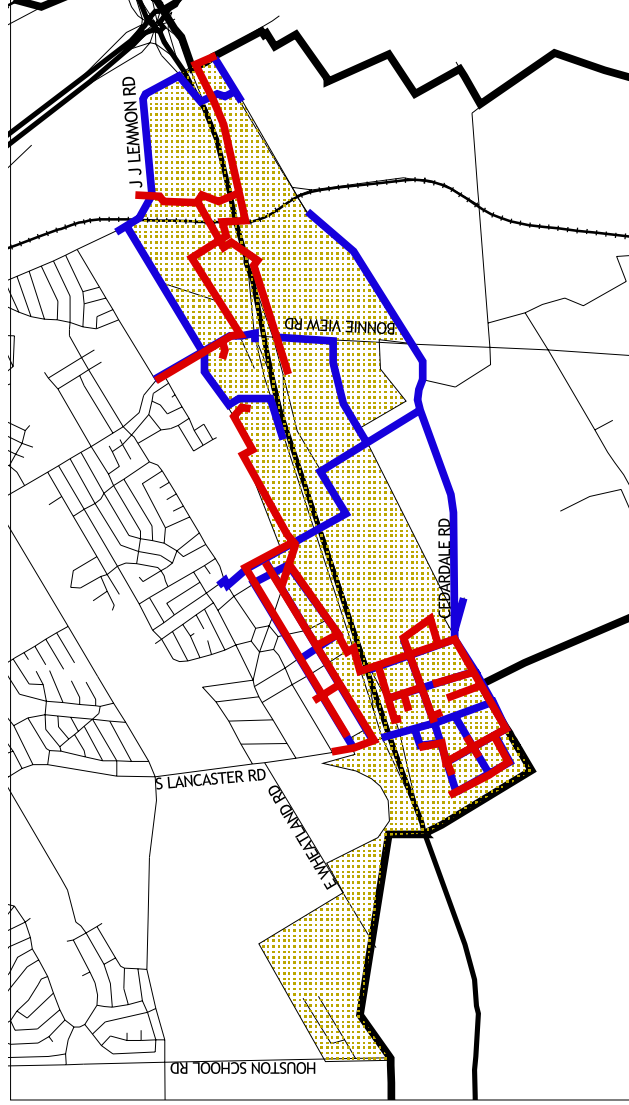 J J LEMMON RD
BONNIE VIEW RD
CEDARDALE RD
S LANCASTER RD
E WHEATLAND RD
HOUSTON SCHOOL RD